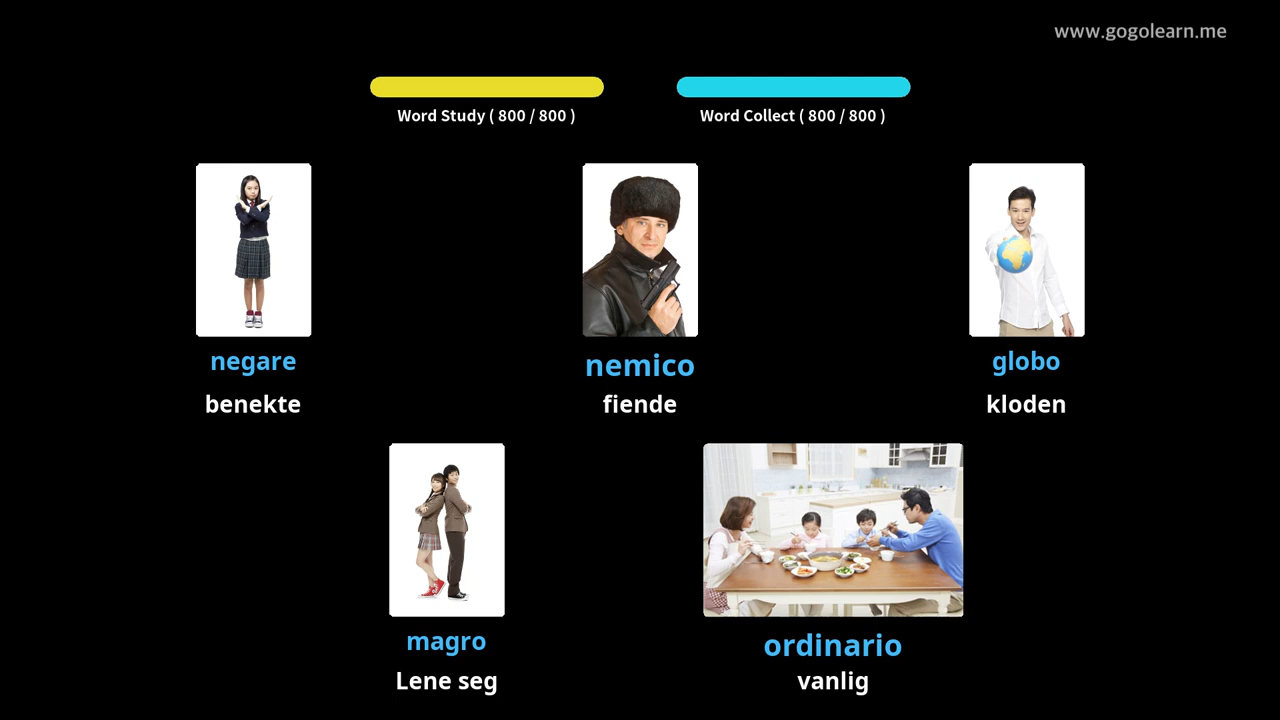 www.gogolearn.me
Word Study ( 800 / 800 )
Word Collect ( 800 / 800 )
negare
benekte
nemico
fiende
globo
kloden
magro
Lene seg
ordinario
vanlig